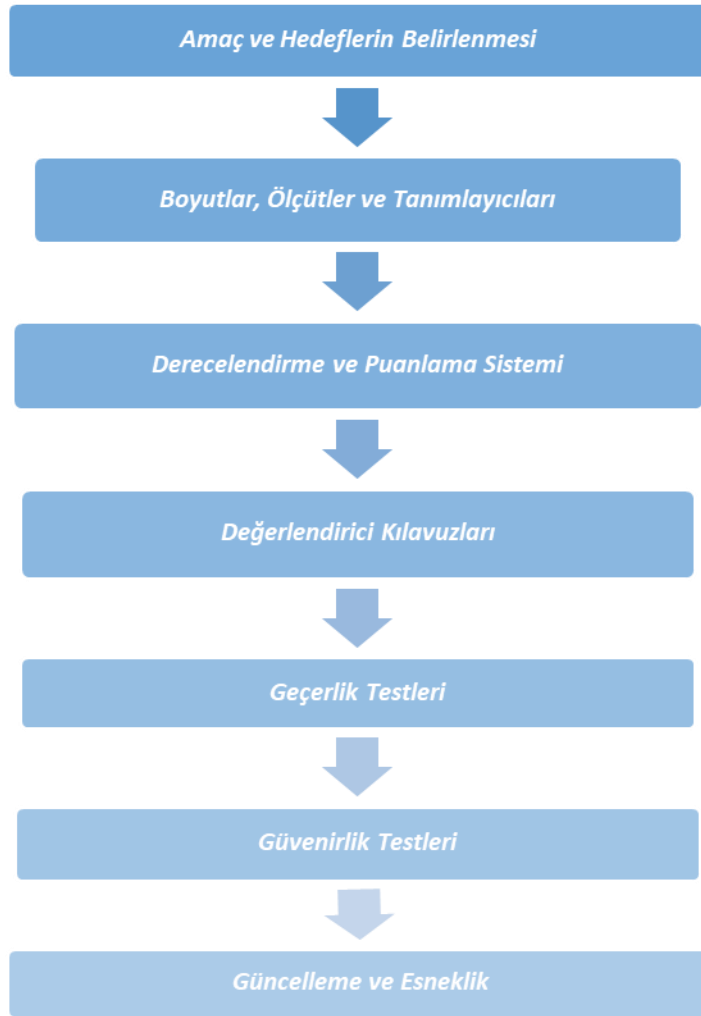 Amaç ve Hedeflerin Belirlenmesi
Boyutlar, Ölçütler ve Tanımlayıcıları
Derecelendirme ve Puanlama Sistemi
Değerlendirici Kılavuzları
Geçerlik Testleri
Güvenirlik Testleri
Güncelleme ve Esneklik